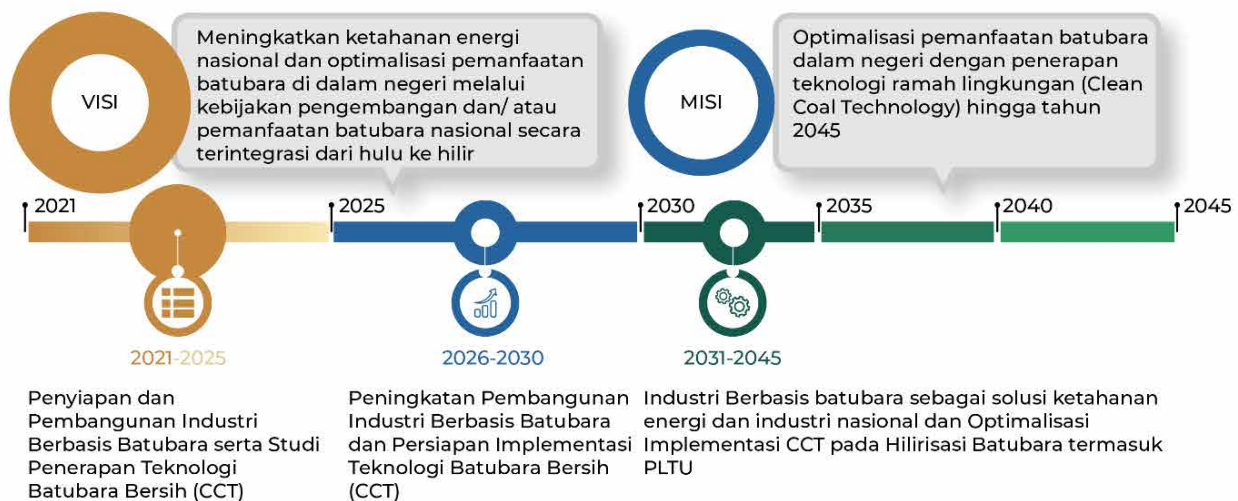 VISI
Meningkatkan ketahanan energi
nasional dan optimalisasi pemanfaatan
batubara di dalam negeri melalui
kebijakan pengembangan dan/ atau
pemanfaatan batubara nasional secara
terintegrasi dari hulu ke hilir
MISI
Optimalisasi pemanfaatan batubara
dalam negeri dengan penerapan
teknologi ramah lingkungan (Clean
Coal Technology) hingga tahun
2045
2021
2025
2030
2035
2040
2045
2021-2025
Penyiapan dan
Pembangunan Industri
Berbasis Batubara serta Studi
Penerapan Teknologi
Batubara Bersih (CCT)
2026-2030
Peningkatan Pembangunan
Industri Berbasis Batubara
dan Persiapan Implementasi
Teknologi Batubara Bersih
(CCT)
2031-2045
Industri Berbasis batubara sebagai solusi ketahanan
energi dan industri nasional dan Optimalisasi
Implementasi CCT pada Hilirisasi Batubara termasuk
PLTU